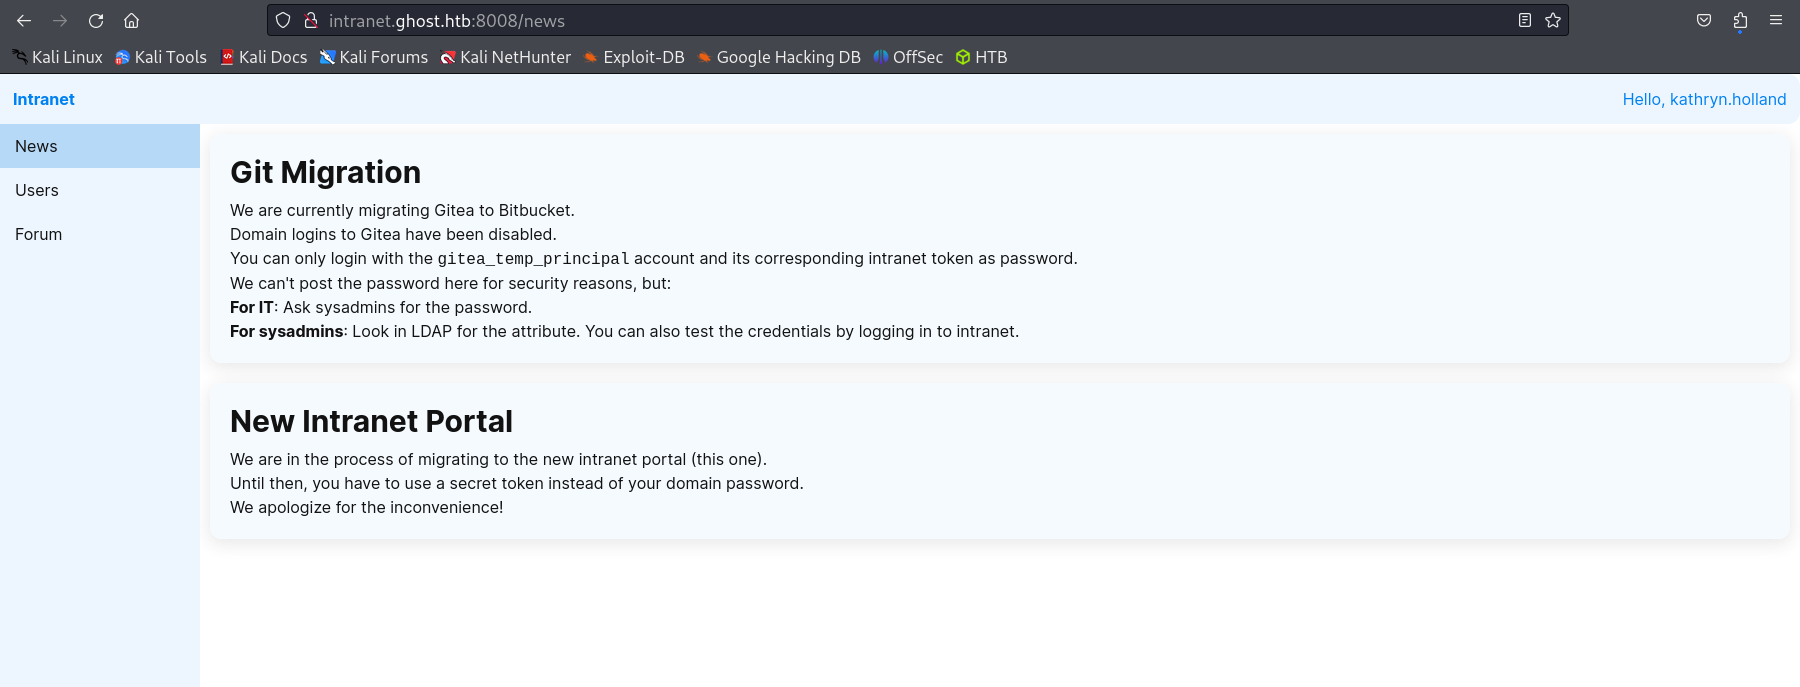 intranet.ghost.htb:8008/news
Kali Linux Kali Tools Kali Docs Kali Forums Kali NetHunter Exploit-DB Google Hacking DB OffSec HTB
Intranet
Hello, kathryn.holland
News
Users
Forum
Git Migration
We are currently migrating Gitea to Bitbucket.
Domain logins to Gitea have been disabled.
You can only login with the gitea_temp_principal account and its corresponding intranet token as password.
We can't post the password here for security reasons, but:
For IT: Ask sysadmins for the password.
For sysadmins: Look in LDAP for the attribute. You can also test the credentials by logging in to intranet.
New Intranet Portal
We are in the process of migrating to the new intranet portal (this one).
Until then, you have to use a secret token instead of your domain password.
We apologize for the inconvenience!